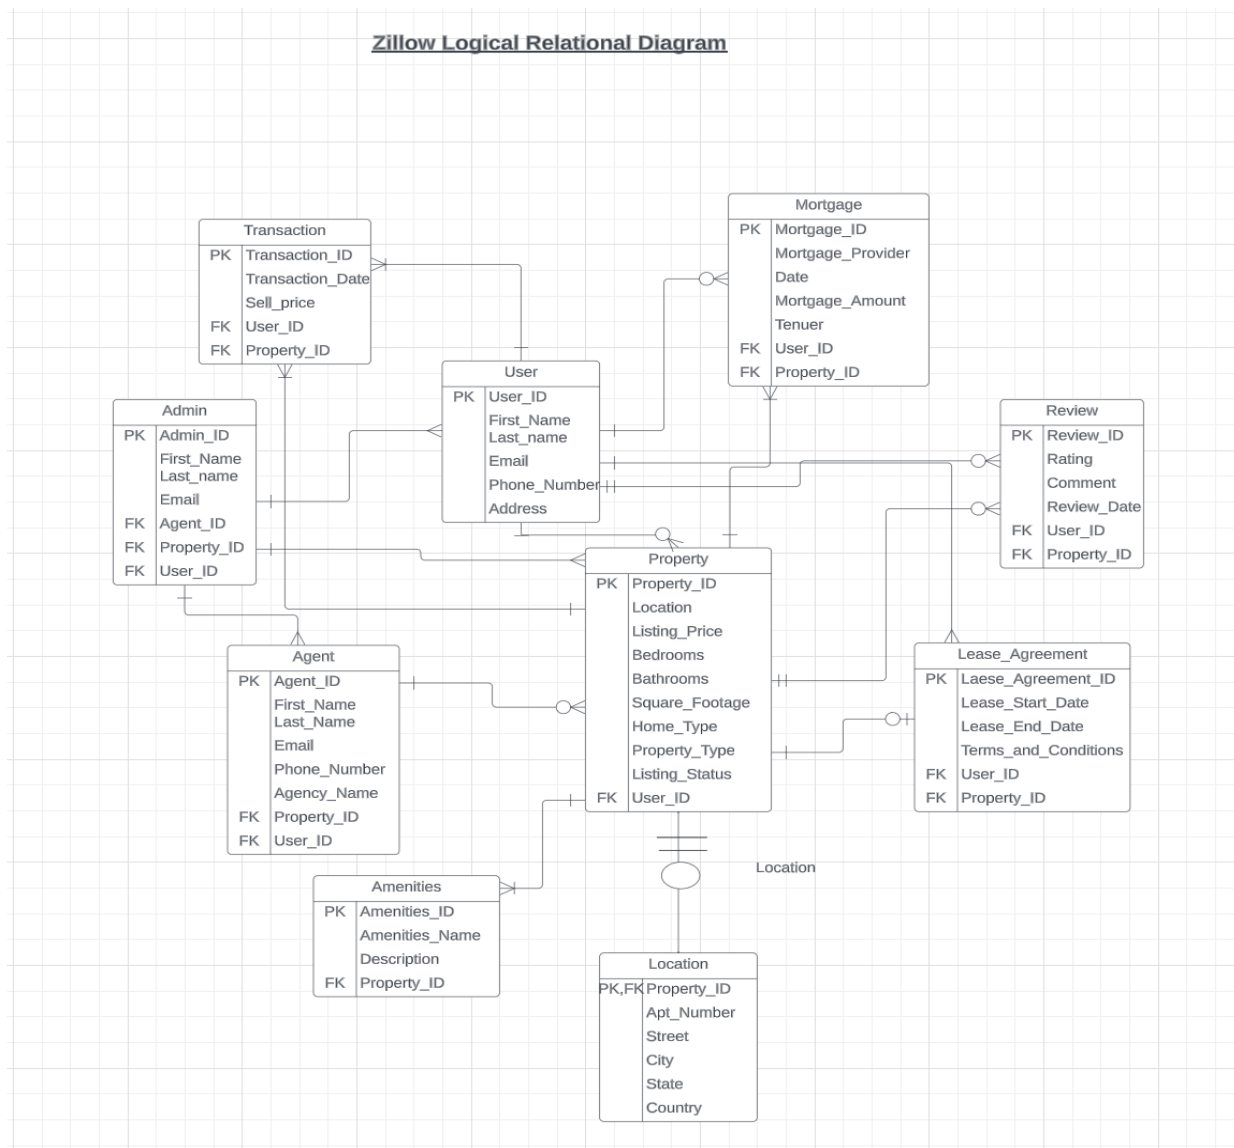 Zillow Logical Relational Diagram
Mortgage
PK Mortgage_ID
Mortgage_Provider
Date
Mortgage_Amount
Tenuer
FK User_ID
FK Property_ID
Transaction
PK Transaction_ID
Transaction_Date
Sell_price
FK User_ID
FK Property_ID
User
PK User_ID
First_Name
Last_name
Email
Phone_Number
Address
Admin
PK Admin_ID
First_Name
Last_name
Email
FK Agent_ID
FK Property_ID
FK User_ID
Review
PK Review_ID
Rating
Comment
Review_Date
FK User_ID
FK Property_ID
Property
PK Property_ID
Location
Listing_Price
Bedrooms
Bathrooms
Square_Footage
Home_Type
Property_Type
Listing_Status
FK User_ID
Agent
PK Agent_ID
First_Name
Last_Name
Email
Phone_Number
Agency_Name
FK Property_ID
FK User_ID
Lease_Agreement
PK Laese_Agreement_ID
Lease_Start_Date
Lease_End_Date
Terms_and_Conditions
FK User_ID
FK Property_ID
Location
Amenities
PK Amenities_ID
Amenities_Name
Description
FK Property_ID
Location
PK,FK Property_ID
Apt_Number
Street
City
State
Country